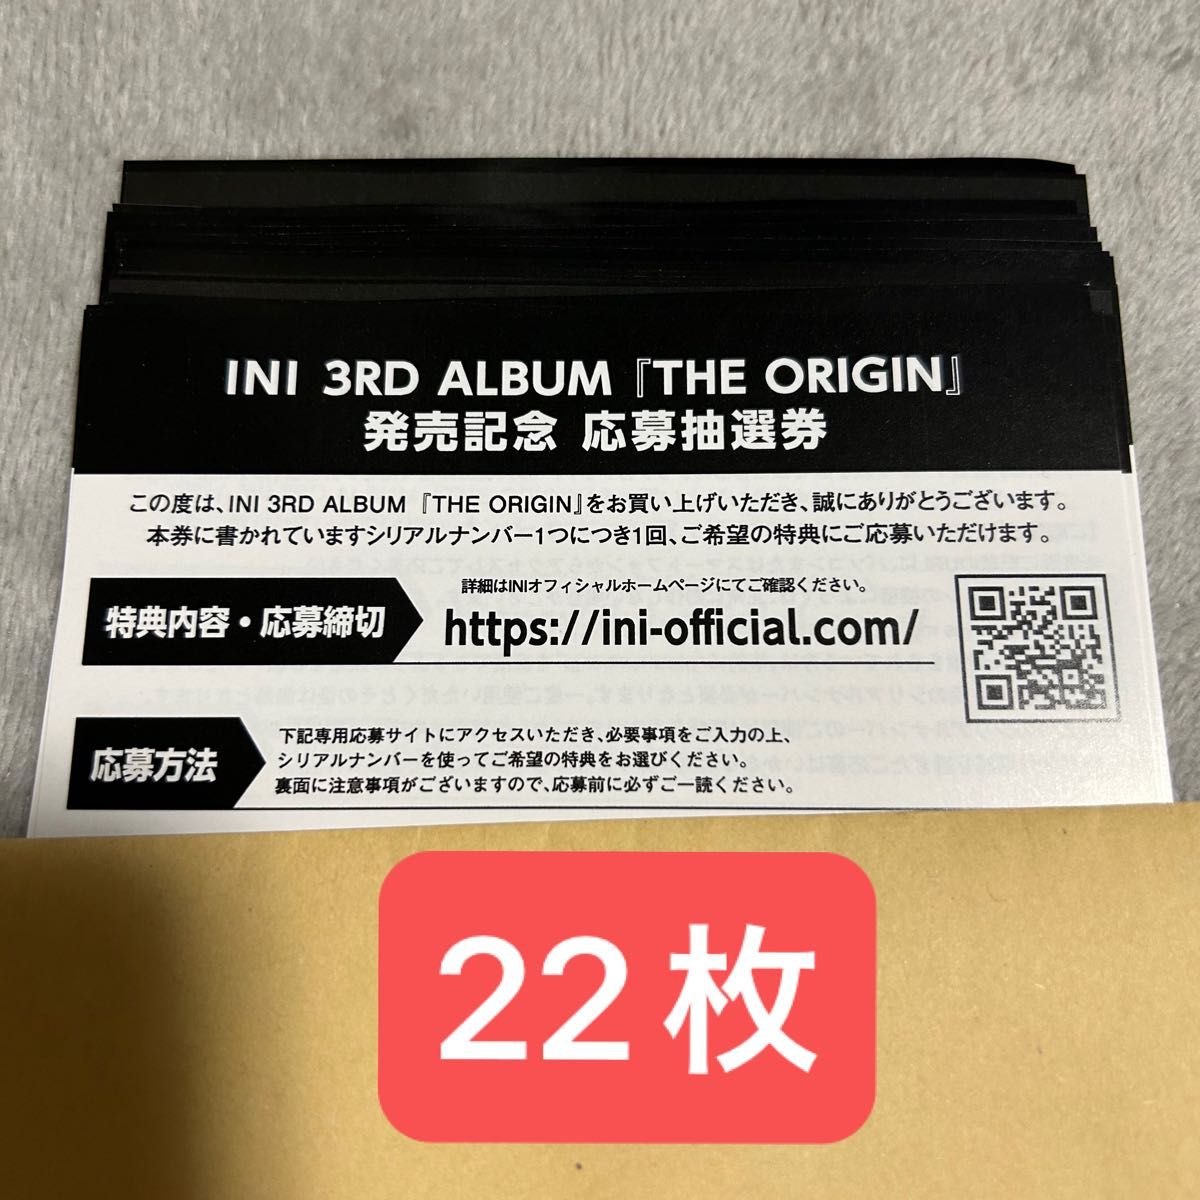 INI 3RD ALBUM『THE ORIGIN』
発売記念 応募抽選券
この度は、INI 3RD ALBUM 『THE ORIGIN』をお買い上げいただき、誠にありがとうございます。
本券に書かれていますシリアルナンバー1つにつき1回、ご希望の特典にご応募いただけます。
特典内容・応募締切
詳細はINIオフィシャルホームページにてご確認ください。
https://ini-official.com/
応募方法
下記専用応募サイトにアクセスいただき、必要事項をご入力の上、
シリアルナンバーを使ってご希望の特典をお選びください。
裏面に注意事項がございますので、応募前に必ずご一読ください。
22枚